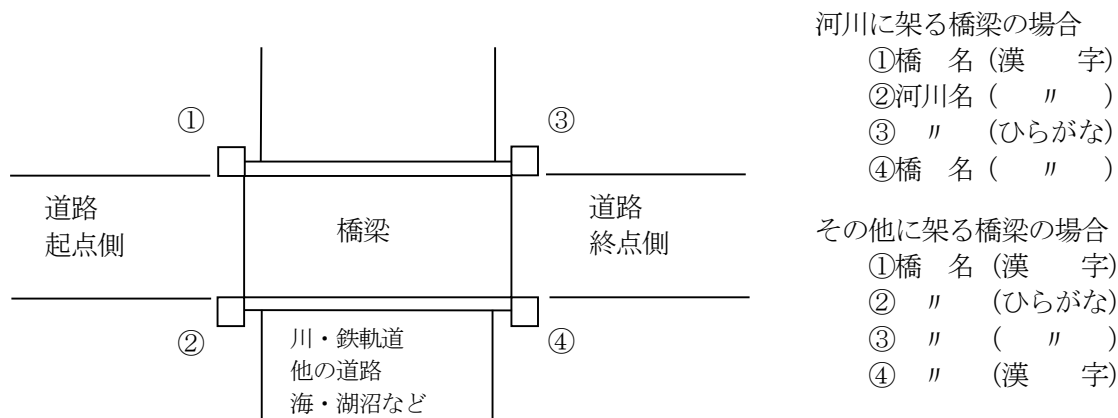 ①
③
道路
起点側
橋梁
道路
終点側
②
④
川・鉄軌道
他の道路
海・湖沼など
河川に架る橋梁の場合
①橋　名（漢　　字）
②河川名（　〃　）
③　〃　（ひらがな）
④橋　名（　〃　）
その他に架る橋梁の場合
①橋　名（漢　　字）
②　〃　（ひらがな）
③　〃　（　〃　）
④　〃　（漢　　字）